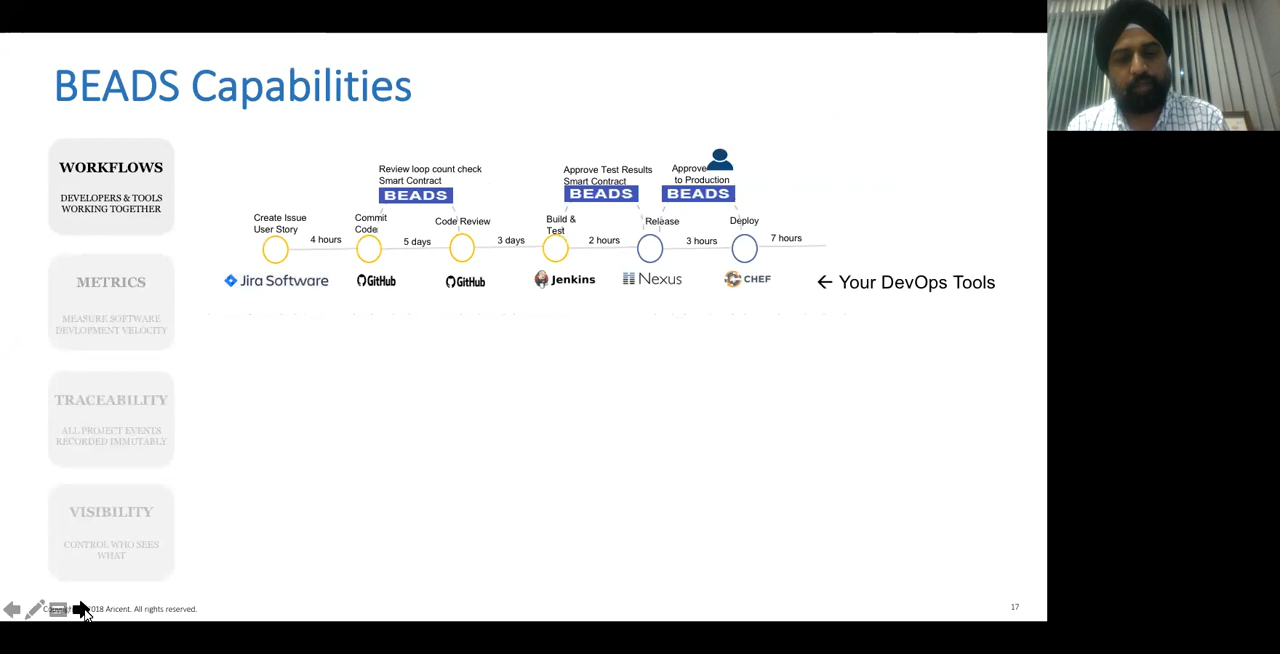 BEADS Capabilities
WORKFLOWS
DEVELOPERS & TOOLS
WORKING TOGETHER
METRICS
MEASURE SOFTWARE
DEVLOPMENT VELOCITY
TRACEABILITY
ALL PROJECT EVENTS
RECORDED IMMUTABLY
VISIBILITY
CONTROL WHO SEES
WHAT
Review loop count check
Smart Contract
BEADS
Approve Test Results
Smart Contract
BEADS
Approve
to Production
BEADS
Create Issue
User Story
4 hours
Commit
Code
5 days
Code Review
3 days
Build &
Test
2 hours
Release
3 hours
Deploy
7 hours
Jira Software
GitHub
GitHub
Jenkins
Nexus
CHEF
← Your DevOps Tools
2018 Aricent. All rights reserved.
17